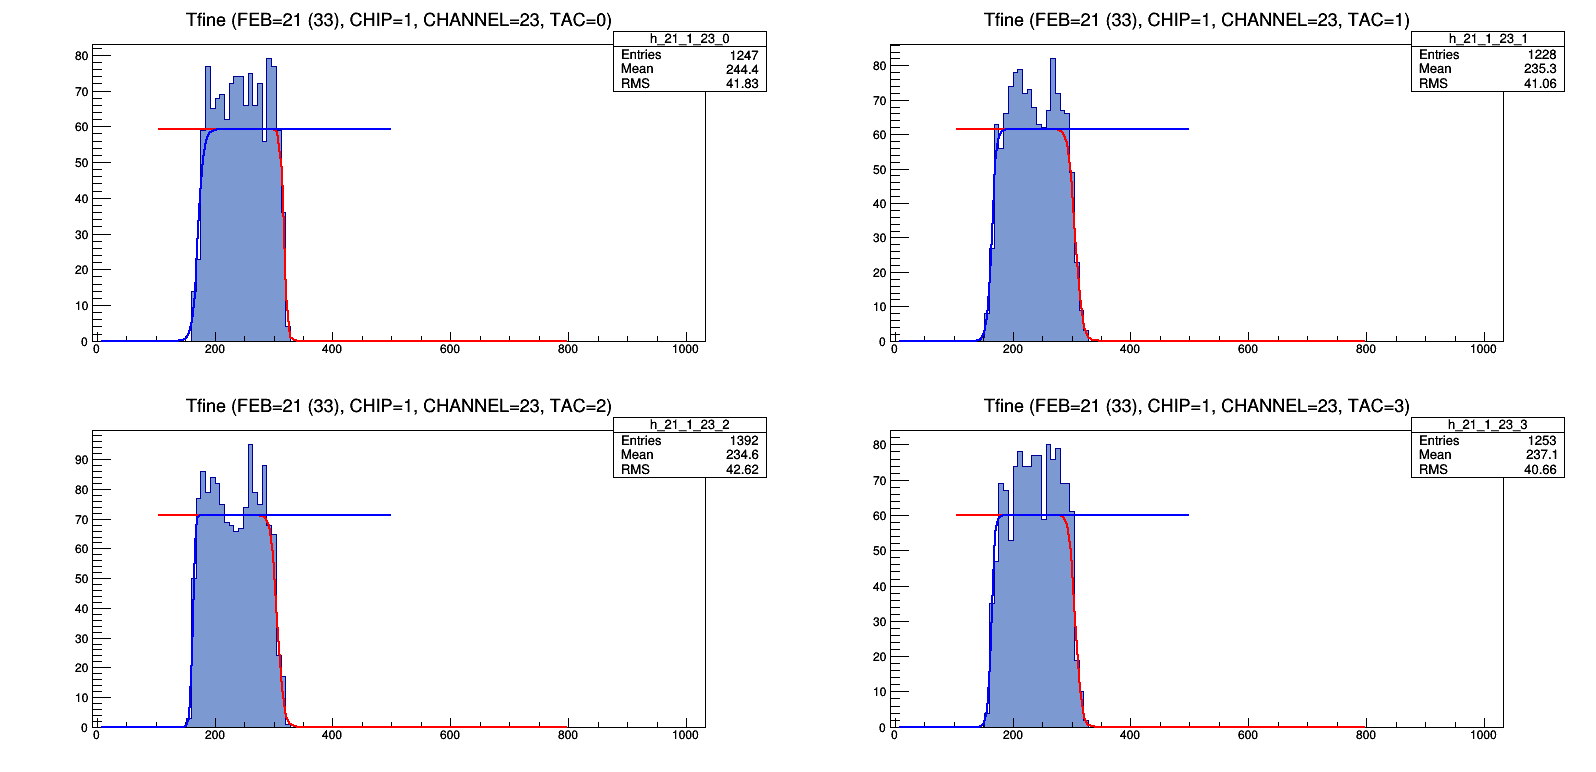 Tfine (FEB=21 (33), CHIP=1, CHANNEL=23, TAC=0)
h_21_1_23_0
Entries 1247
Mean 244.4
RMS 41.83
80
70
60
50
40
30
20
10
0
0 200 400 600 800 1000
Tfine (FEB=21 (33), CHIP=1, CHANNEL=23, TAC=1)
h_21_1_23_1
Entries 1228
Mean 235.3
RMS 41.06
80
70
60
50
40
30
20
10
0
0 200 400 600 800 1000
Tfine (FEB=21 (33), CHIP=1, CHANNEL=23, TAC=2)
h_21_1_23_2
Entries 1392
Mean 234.6
RMS 42.62
90
80
70
60
50
40
30
20
10
0
0 200 400 600 800 1000
Tfine (FEB=21 (33), CHIP=1, CHANNEL=23, TAC=3)
h_21_1_23_3
Entries 1253
Mean 237.1
RMS 40.66
80
70
60
50
40
30
20
10
0
0 200 400 600 800 1000